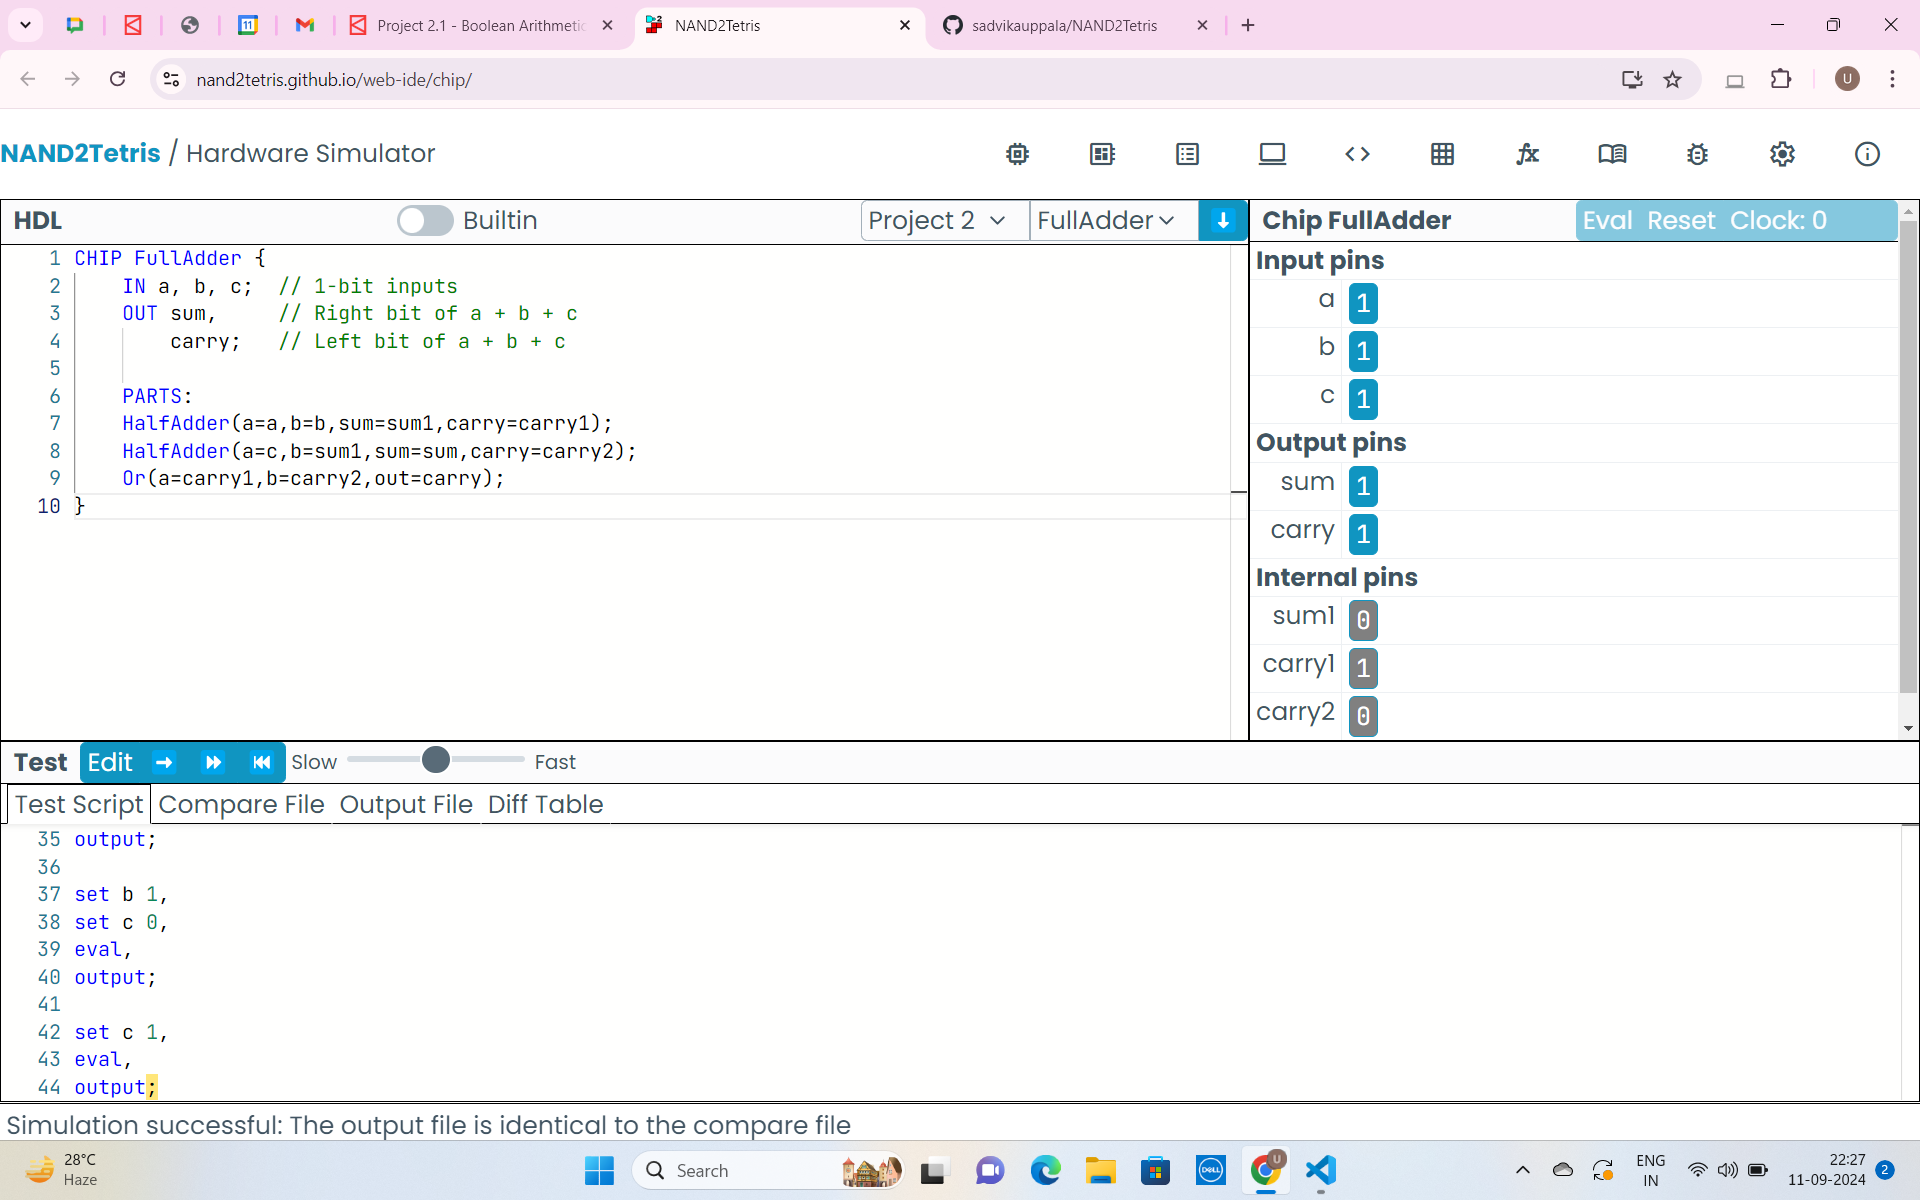 Project 2.1 - Boolean Arithmetic
NAND2Tetris
sadvikauppala/NAND2Tetris
nand2tetris.github.io/web-ide/chip/
U
NAND2Tetris / Hardware Simulator
HDL
Builtin
Project 2
FullAdder
1 CHIP FullAdder {
2 IN a, b, c;  // 1-bit inputs
3 OUT sum,     // Right bit of a + b + c
4 carry;   // Left bit of a + b + c
5
6 PARTS:
7 HalfAdder(a=a,b=b,sum=sum1,carry=carry1);
8 HalfAdder(a=c,b=sum1,sum=sum,carry=carry2);
9 Or(a=carry1,b=carry2,out=carry);
10 }
Chip FullAdder
Eval Reset Clock: 0
Input pins
a 1
b 1
c 1
Output pins
sum 1
carry 1
Internal pins
sum1 0
carry1 1
carry2 0
Test Edit Slow Fast
Test Script Compare File Output File Diff Table
35 output;
36
37 set b 1,
38 set c 0,
39 eval,
40 output;
41
42 set c 1,
43 eval,
44 output;
Simulation successful: The output file is identical to the compare file
28°C
Haze
Search
DELL
U
ENG
IN
22:27
11-09-2024
2